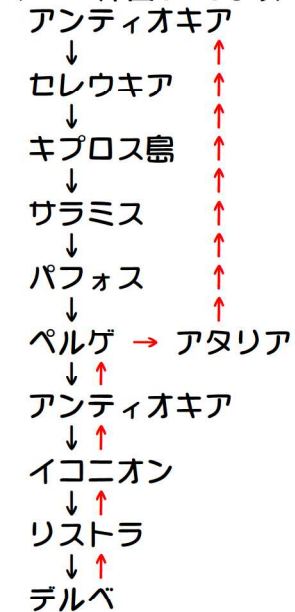 アンティオキア
↓ ↑
セレウキア ↑
↓ ↑
キプロス島 ↑
↓ ↑
サラミス ↑
↓ ↑
パフォス ↑
↓ ↑
ペルゲ → アタリア
↓ ↑
アンティオキア
↓ ↑
イコニオン
↓ ↑
リストラ
↓ ↑
デルベ